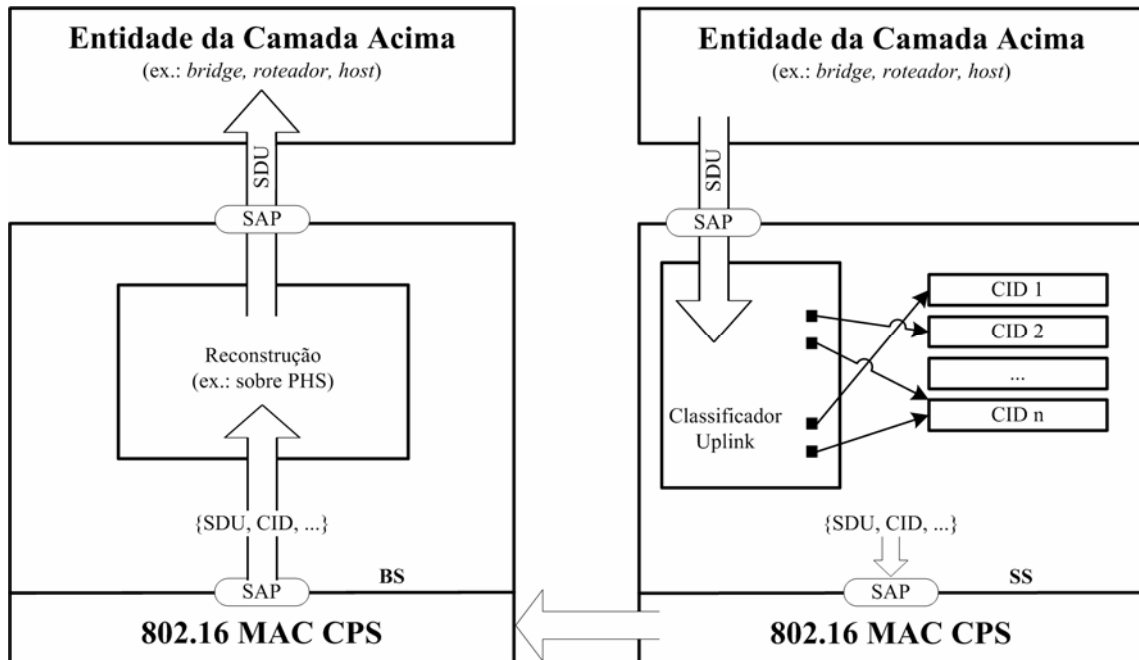 Entidade da Camada Acima
(ex.: bridge, roteador, host)
SDU
SAP
Reconstrução
(ex.: sobre PHS)
{SDU, CID, ...}
BS
SAP
802.16 MAC CPS
Entidade da Camada Acima
(ex.: bridge, roteador, host)
SDU
SAP
CID 1
CID 2
...
CID n
Classificador
Uplink
{SDU, CID, ...}
SS
SAP
802.16 MAC CPS